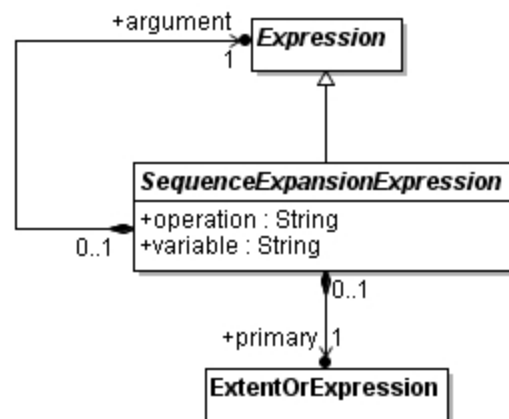 +argument
Expression
1
SequenceExpansionExpression
+operation : String
+variable : String
0..1
0..1
+primary 1
ExtentOrExpression